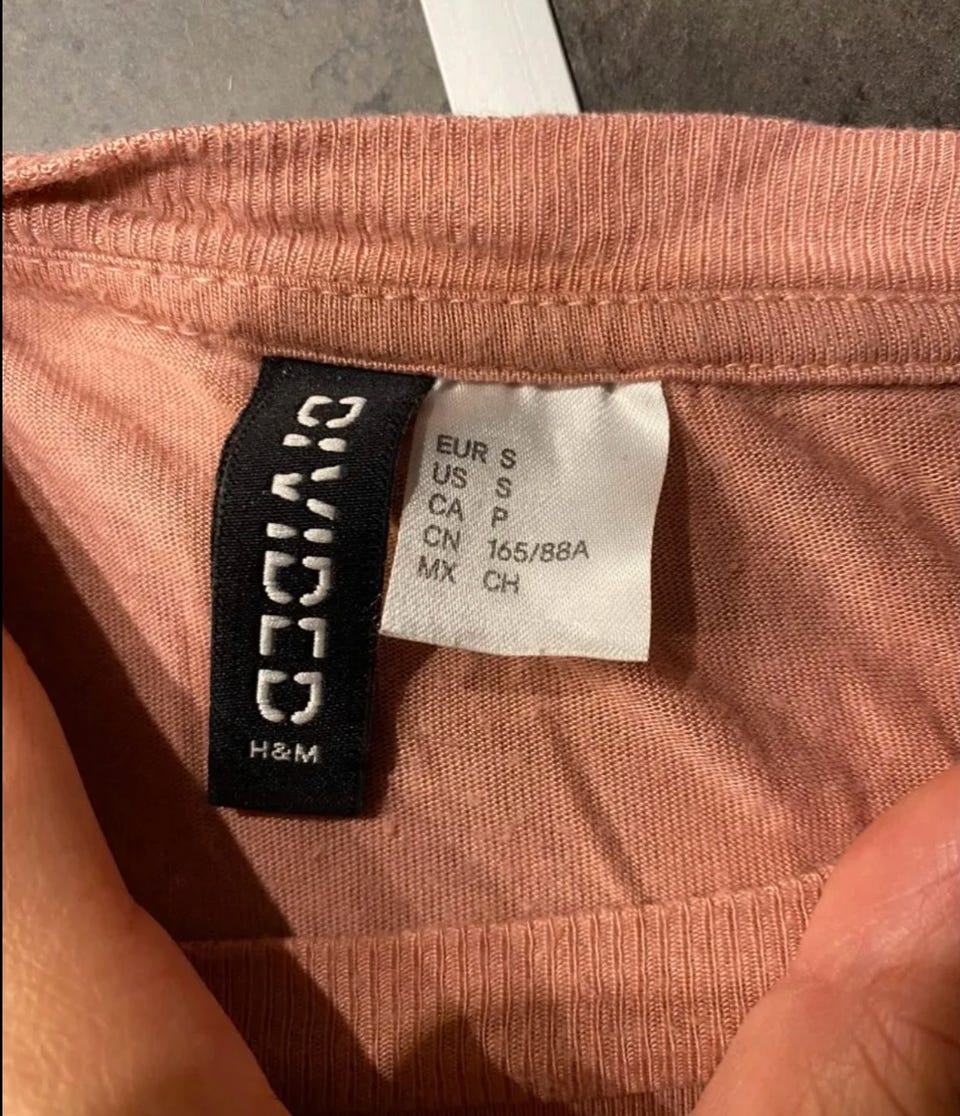 DIVIDED
H&M
EUR S
US S
CA P
CN 165/88A
MX CH